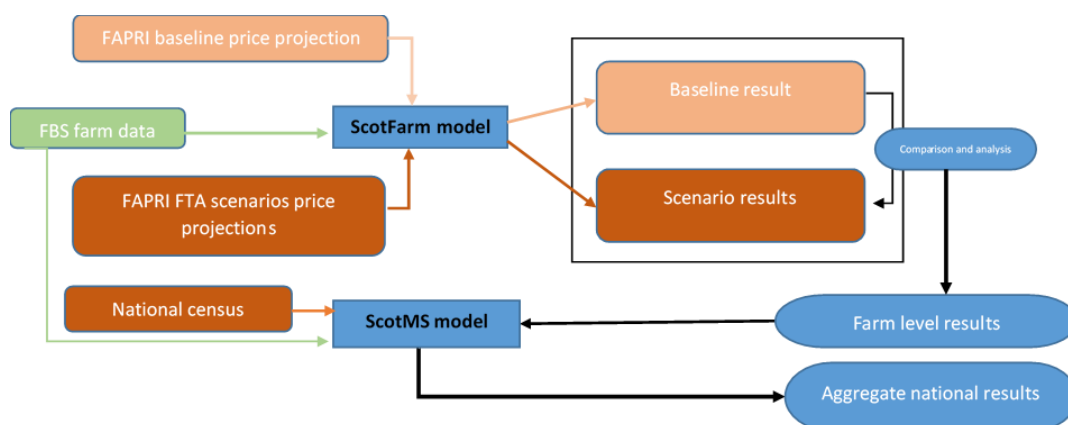 FAPRI baseline price projection
Baseline result
FBS farm data
ScotFarm model
Comparison and analysis
FAPRI FTA scenarios price
projections
Scenario results
National census
ScotMS model
Farm level results
Aggregate national results